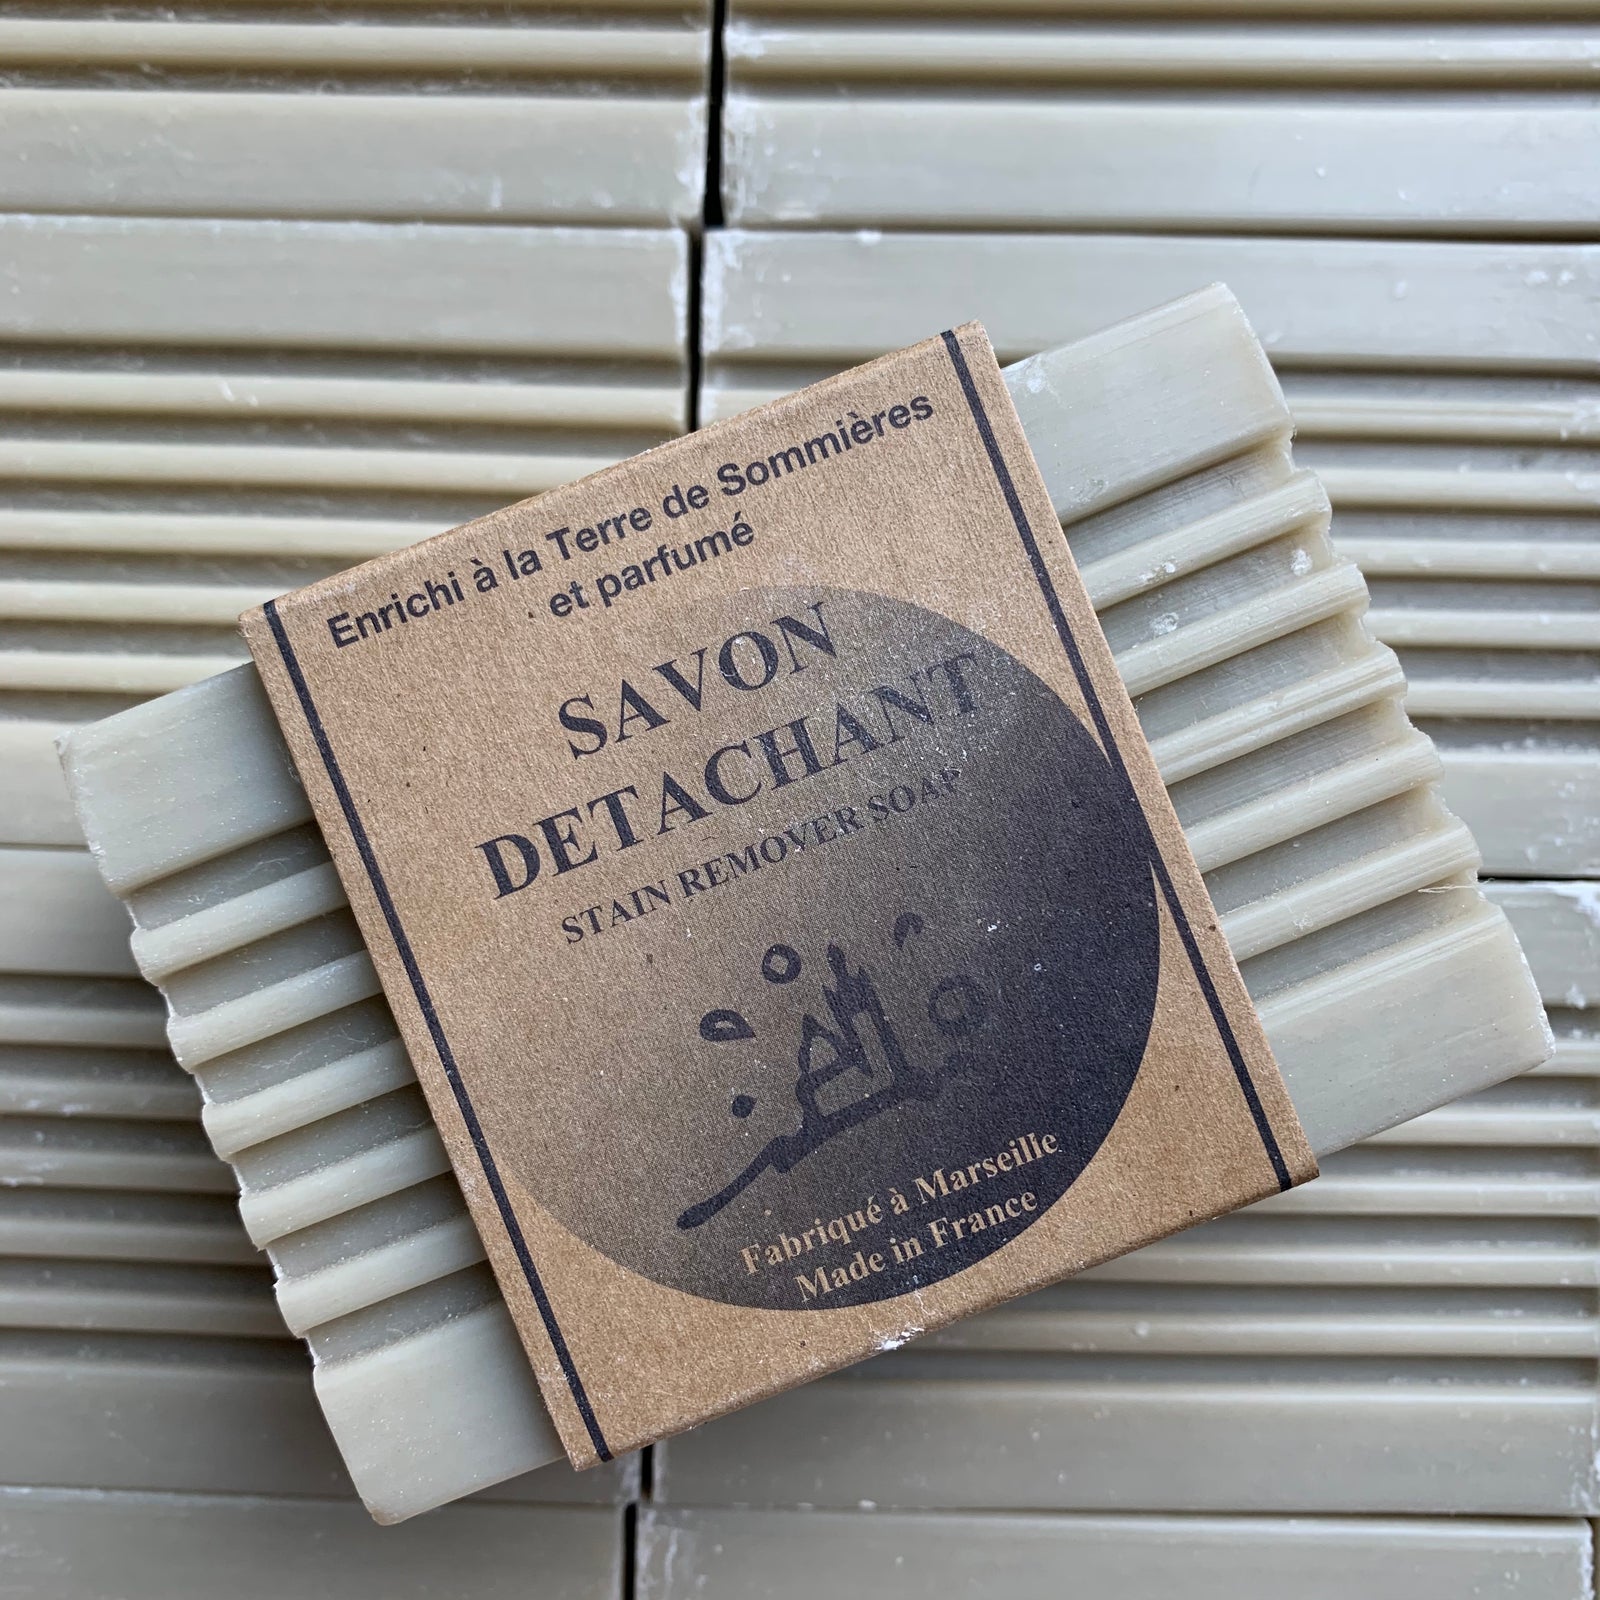 Enrichi à la Terre de Sommières
et parfumé
SAVON
DETACHANT
STAIN REMOVER SOAP
Fabriqué à Marseille
Made in France